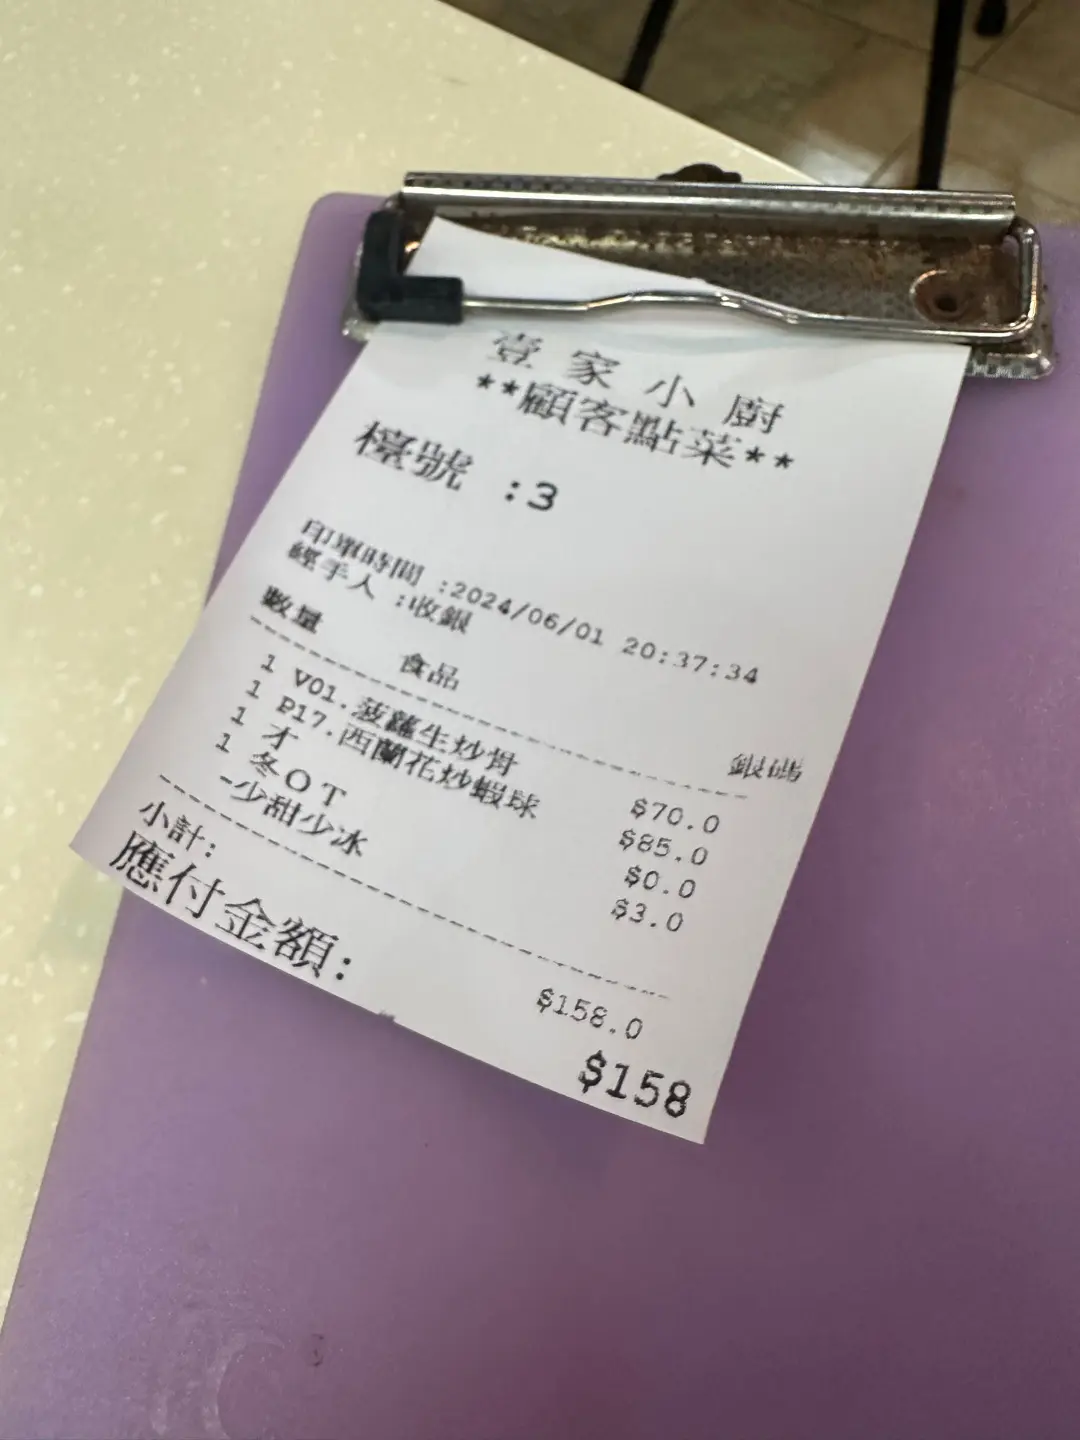 壹家小廚
**顧客點菜**
檯號 :3
印單時間 :2024/06/01 20:37:34
經手人 :收銀
數量 食品 銀碼
1 V01.菠蘿生炒骨 $70.0
1 P17.西蘭花炒蝦球 $85.0
1 才 $0.0
1 冬OT $3.0
-少甜少冰
小計: $158.0
應付金額: $158